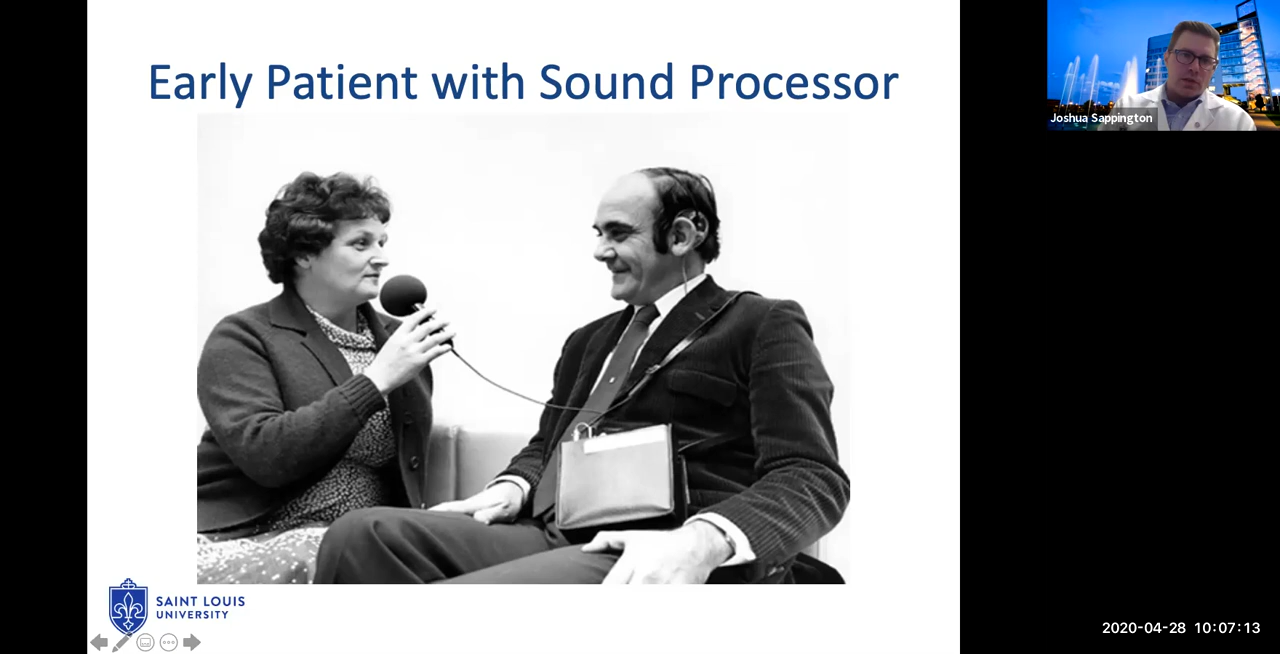 Early Patient with Sound Processor
Joshua Sappington
SAINT LOUIS
UNIVERSITY
2020-04-28 10:07:13